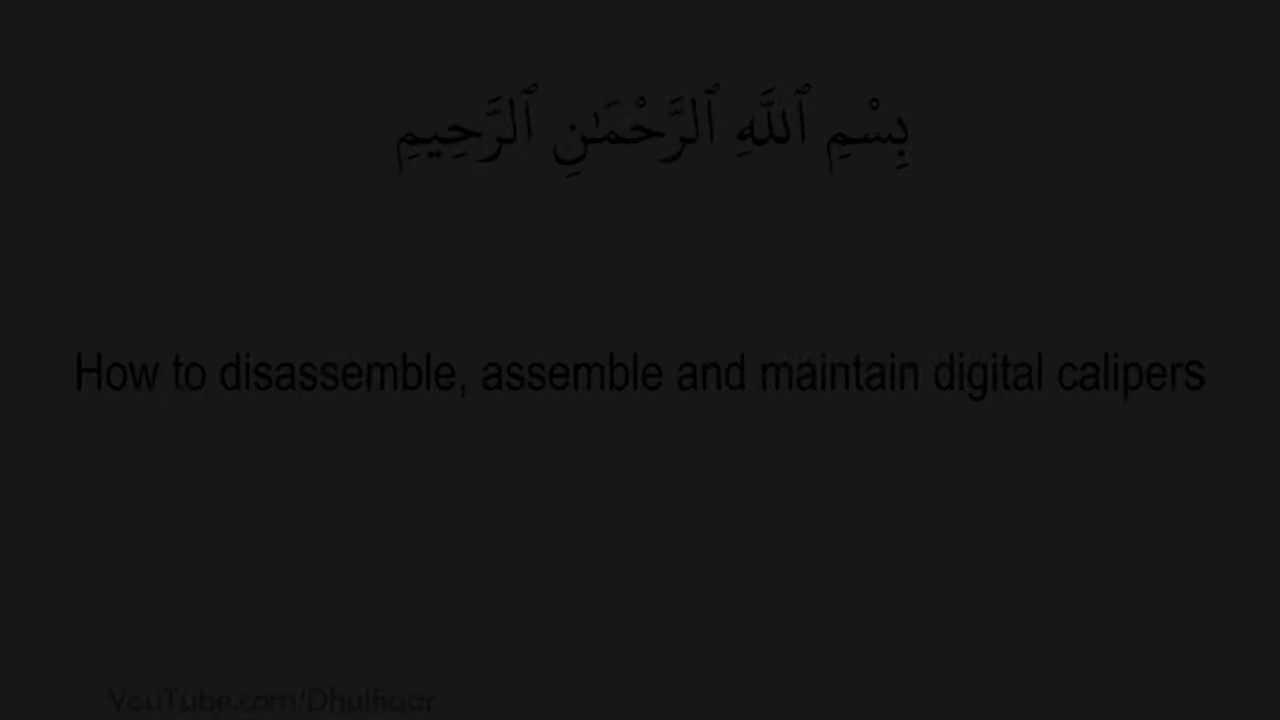 بِسْمِ ٱللَّهِ ٱلرَّحْمَـٰنِ ٱلرَّحِيمِ
How to disassemble, assemble and maintain digital calipers
YouTube.com/Dhulfiqar